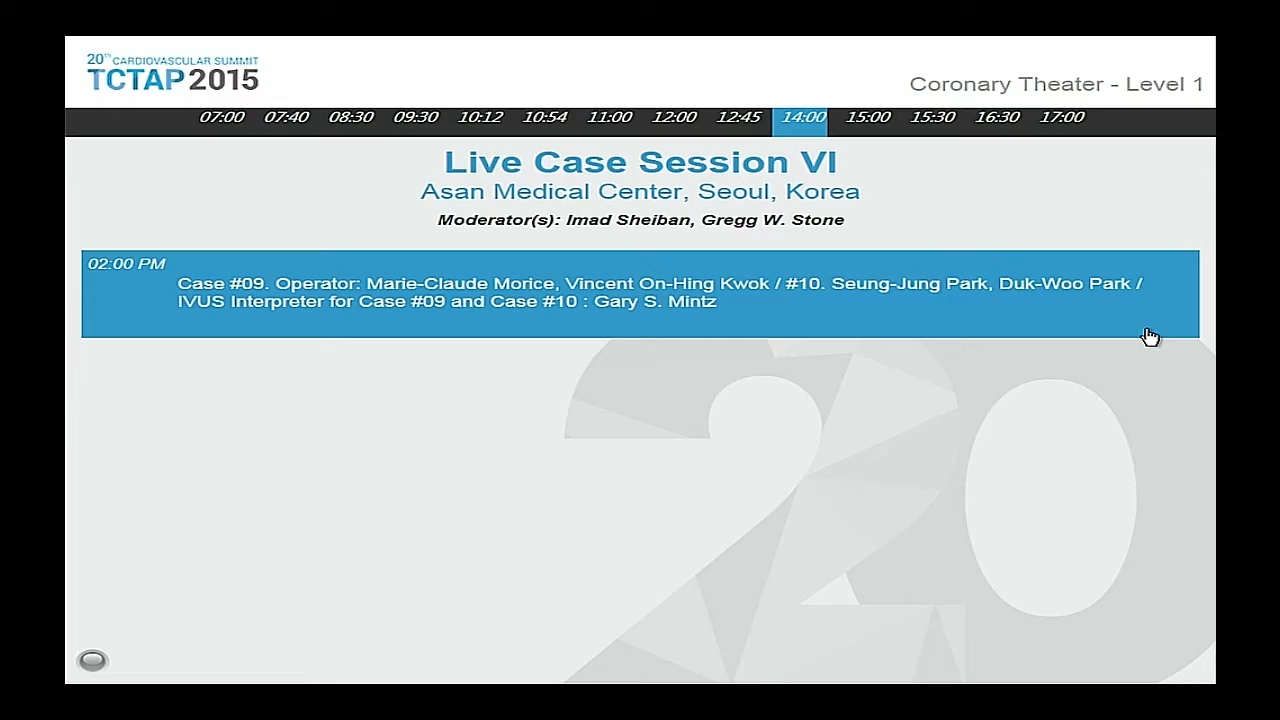 20th CARDIOVASCULAR SUMMIT
TCTAP 2015
Coronary Theater - Level 1
07:00 07:40 08:30 09:30 10:12 10:54 11:00 12:00 12:45 14:00 15:00 15:30 16:30 17:00
Live Case Session VI
Asan Medical Center, Seoul, Korea
Moderator(s): Imad Sheiban, Gregg W. Stone
02:00 PM
Case #09. Operator: Marie-Claude Morice, Vincent On-Hing Kwok / #10. Seung-Jung Park, Duk-Woo Park /
IVUS Interpreter for Case #09 and Case #10 : Gary S. Mintz
20